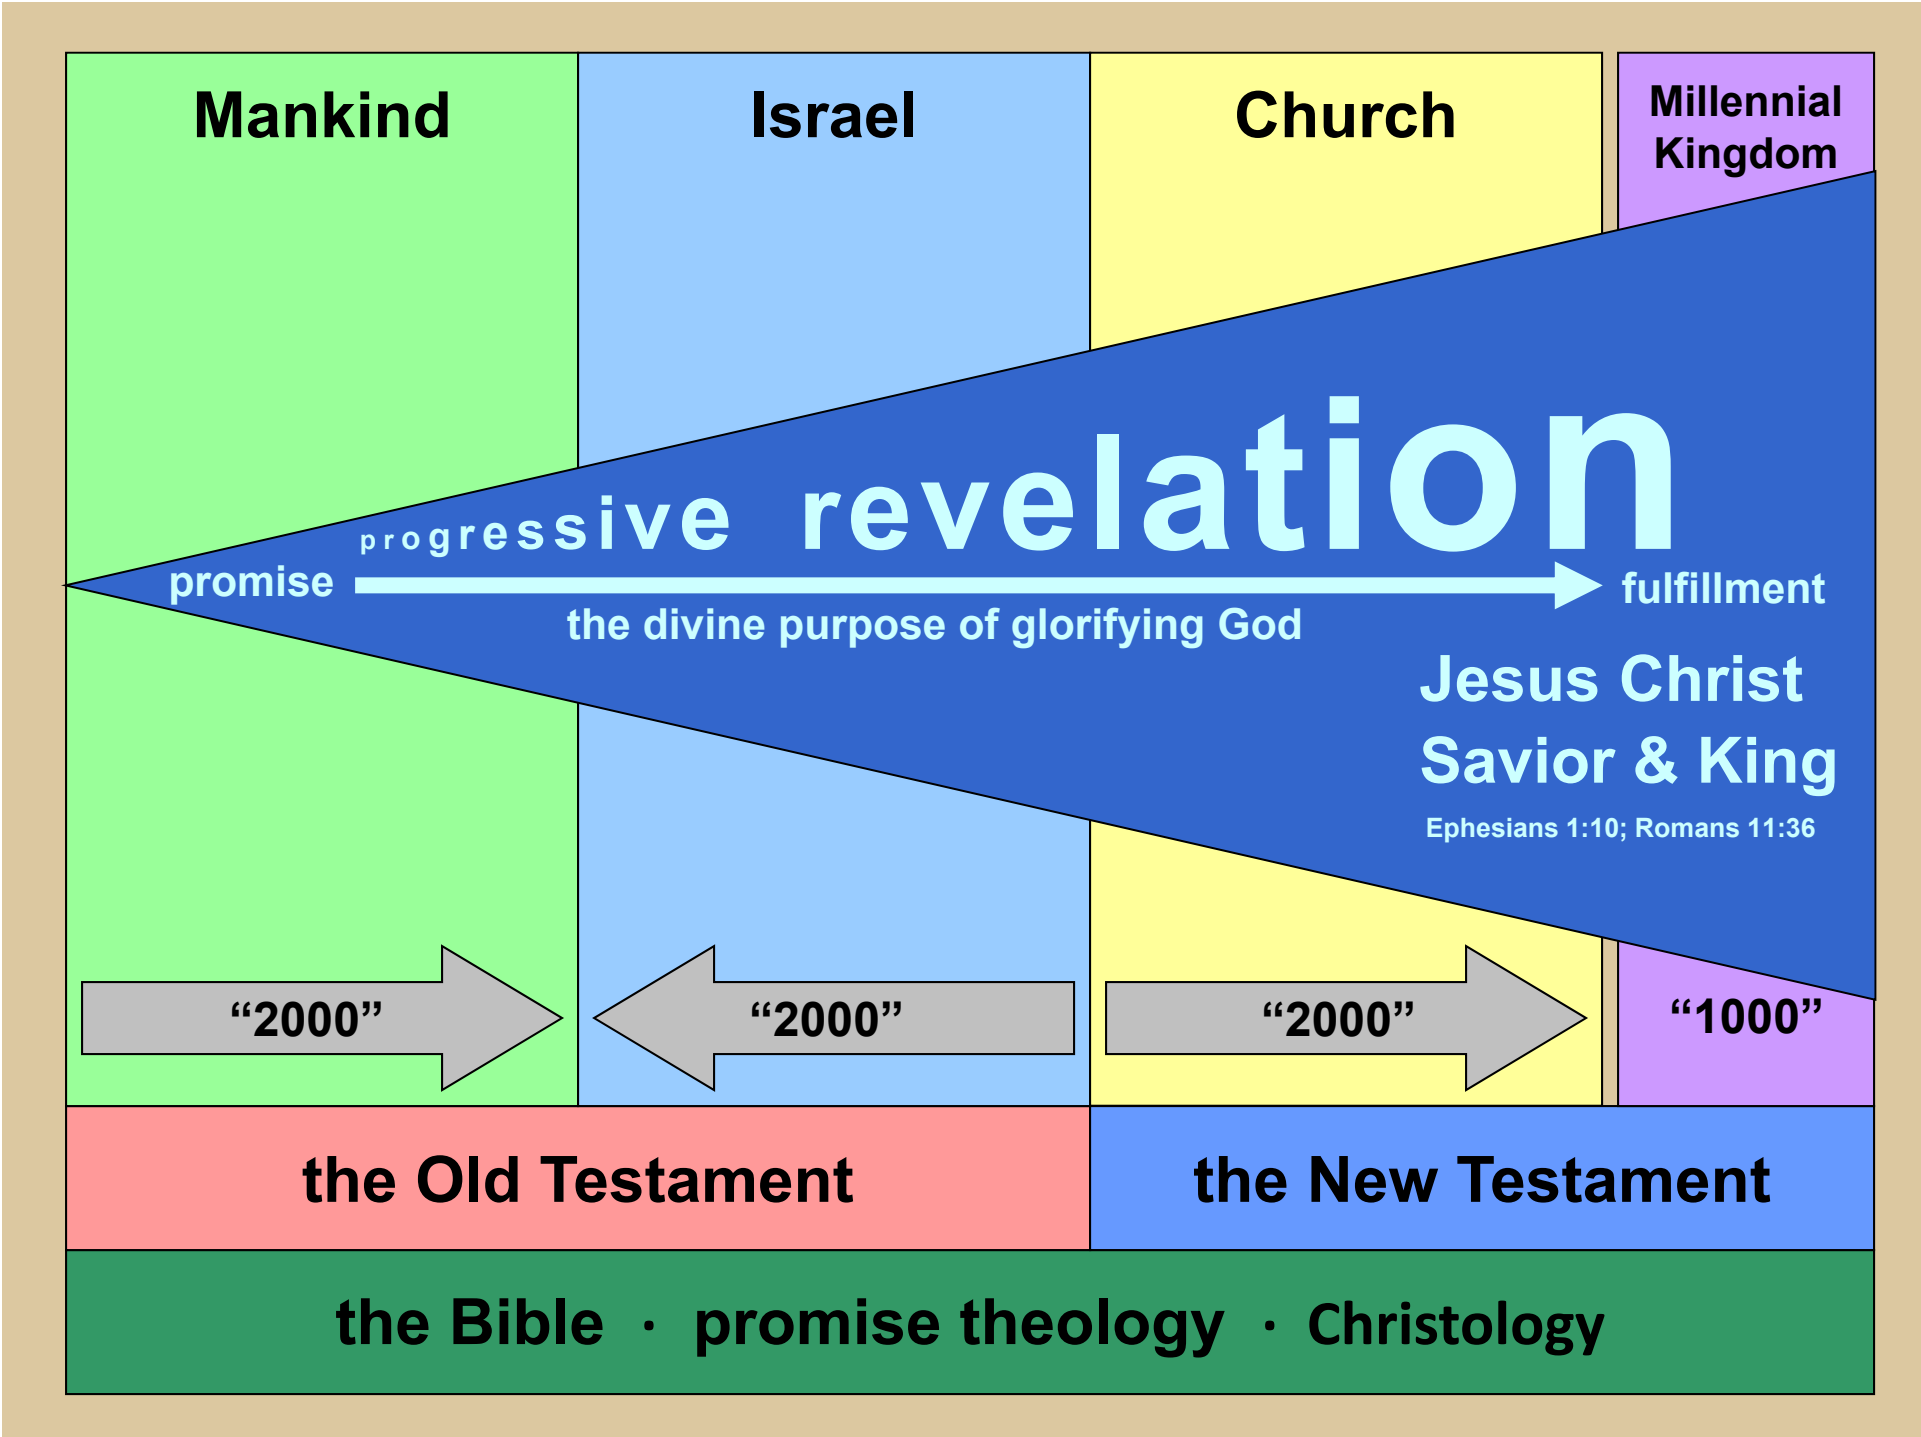 Mankind
Israel
Church
Millennial
Kingdom
progressive revelation
promise
fulfillment
the divine purpose of glorifying God
Jesus Christ
Savior & King
Ephesians 1:10; Romans 11:36
“2000”
“2000”
“2000”
“1000”
the Old Testament
the New Testament
the Bible · promise theology · Christology